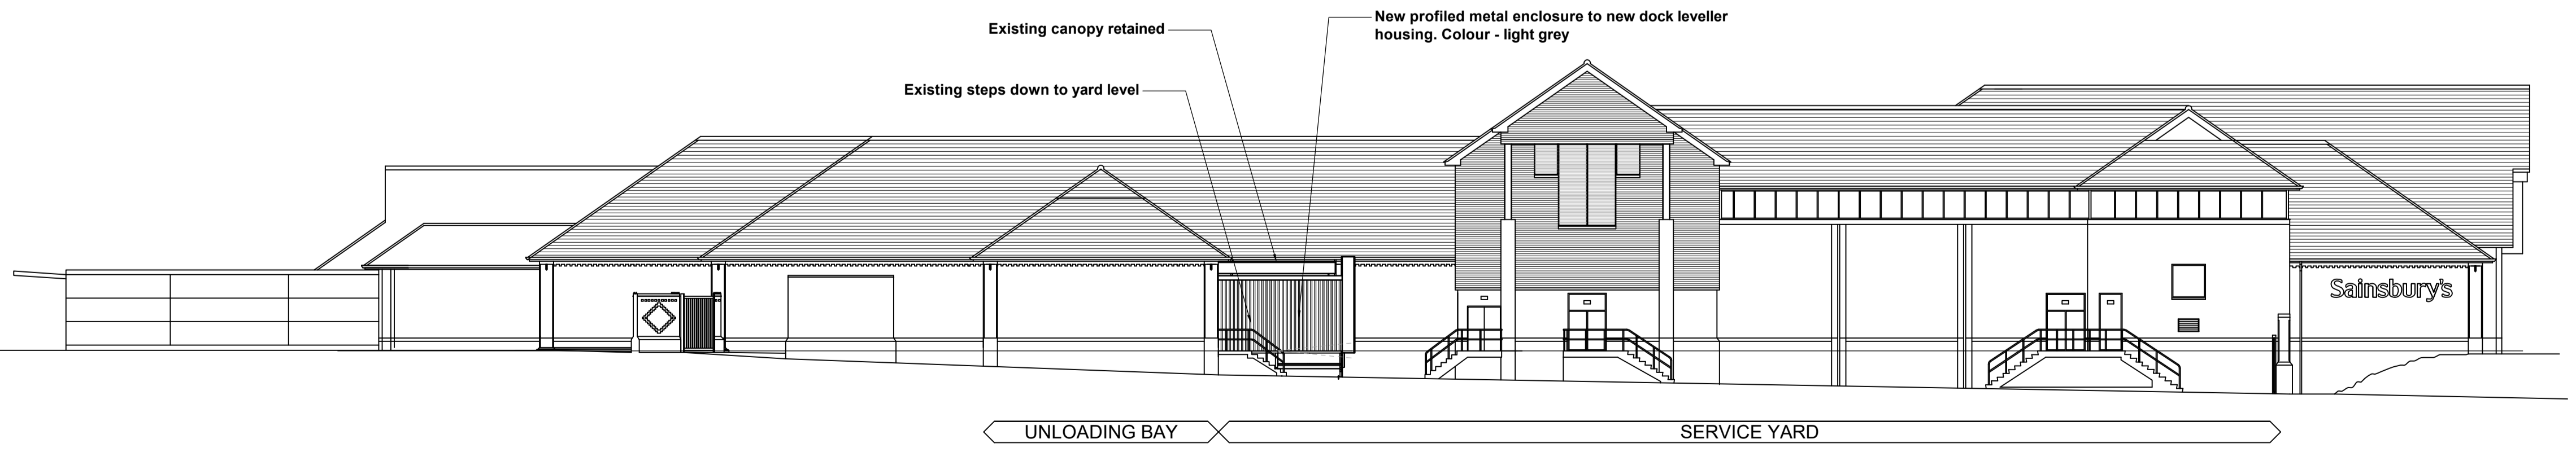 New profiled metal enclosure to new dock leveller
housing. Colour - light grey
Existing canopy retained
Existing steps down to yard level
Sainsbury's
UNLOADING BAY
SERVICE YARD